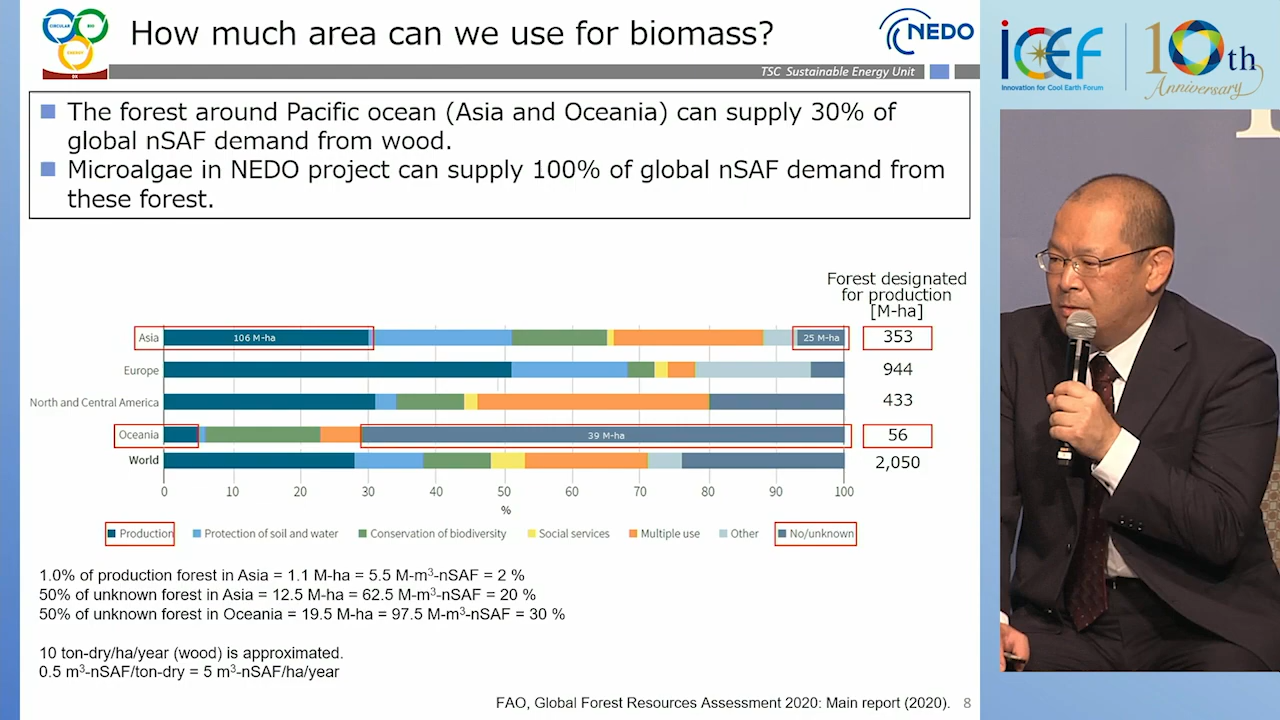 CIRCULAR
BIO
ENERGY
DX
How much area can we use for biomass?
NEDO
TSC Sustainable Energy Unit
iCEF
Innovation for Cool Earth Forum
10th
Anniversary
The forest around Pacific ocean (Asia and Oceania) can supply 30% of
global nSAF demand from wood.
Microalgae in NEDO project can supply 100% of global nSAF demand from
these forest.
Forest designated
for production
[M-ha]
Asia 106 M-ha 25 M-ha 353
Europe 944
North and Central America 433
Oceania 39 M-ha 56
World 2,050
0 10 20 30 40 50 60 70 80 90 100
%
Production Protection of soil and water Conservation of biodiversity Social services Multiple use Other No/unknown
1.0% of production forest in Asia = 1.1 M-ha = 5.5 M-m³-nSAF = 2 %
50% of unknown forest in Asia = 12.5 M-ha = 62.5 M-m³-nSAF = 20 %
50% of unknown forest in Oceania = 19.5 M-ha = 97.5 M-m³-nSAF = 30 %
10 ton-dry/ha/year (wood) is approximated.
0.5 m³-nSAF/ton-dry = 5 m³-nSAF/ha/year
FAO, Global Forest Resources Assessment 2020: Main report (2020). 8